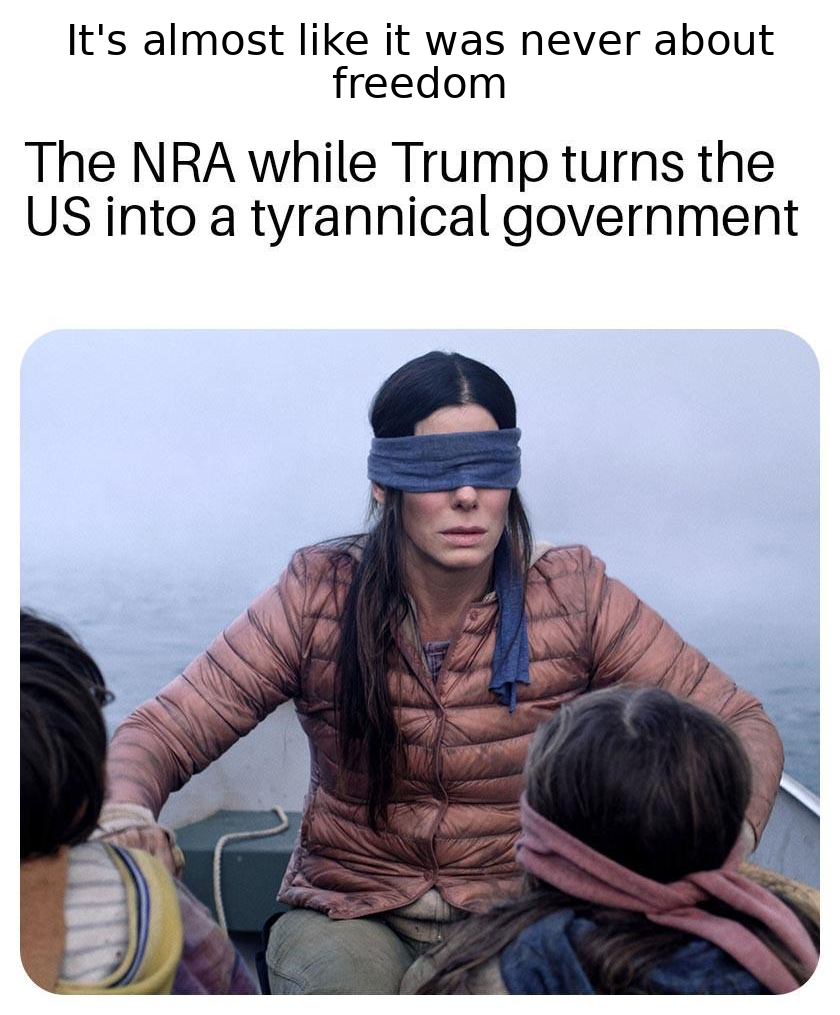 It's almost like it was never about
freedom
The NRA while Trump turns the
US into a tyrannical government